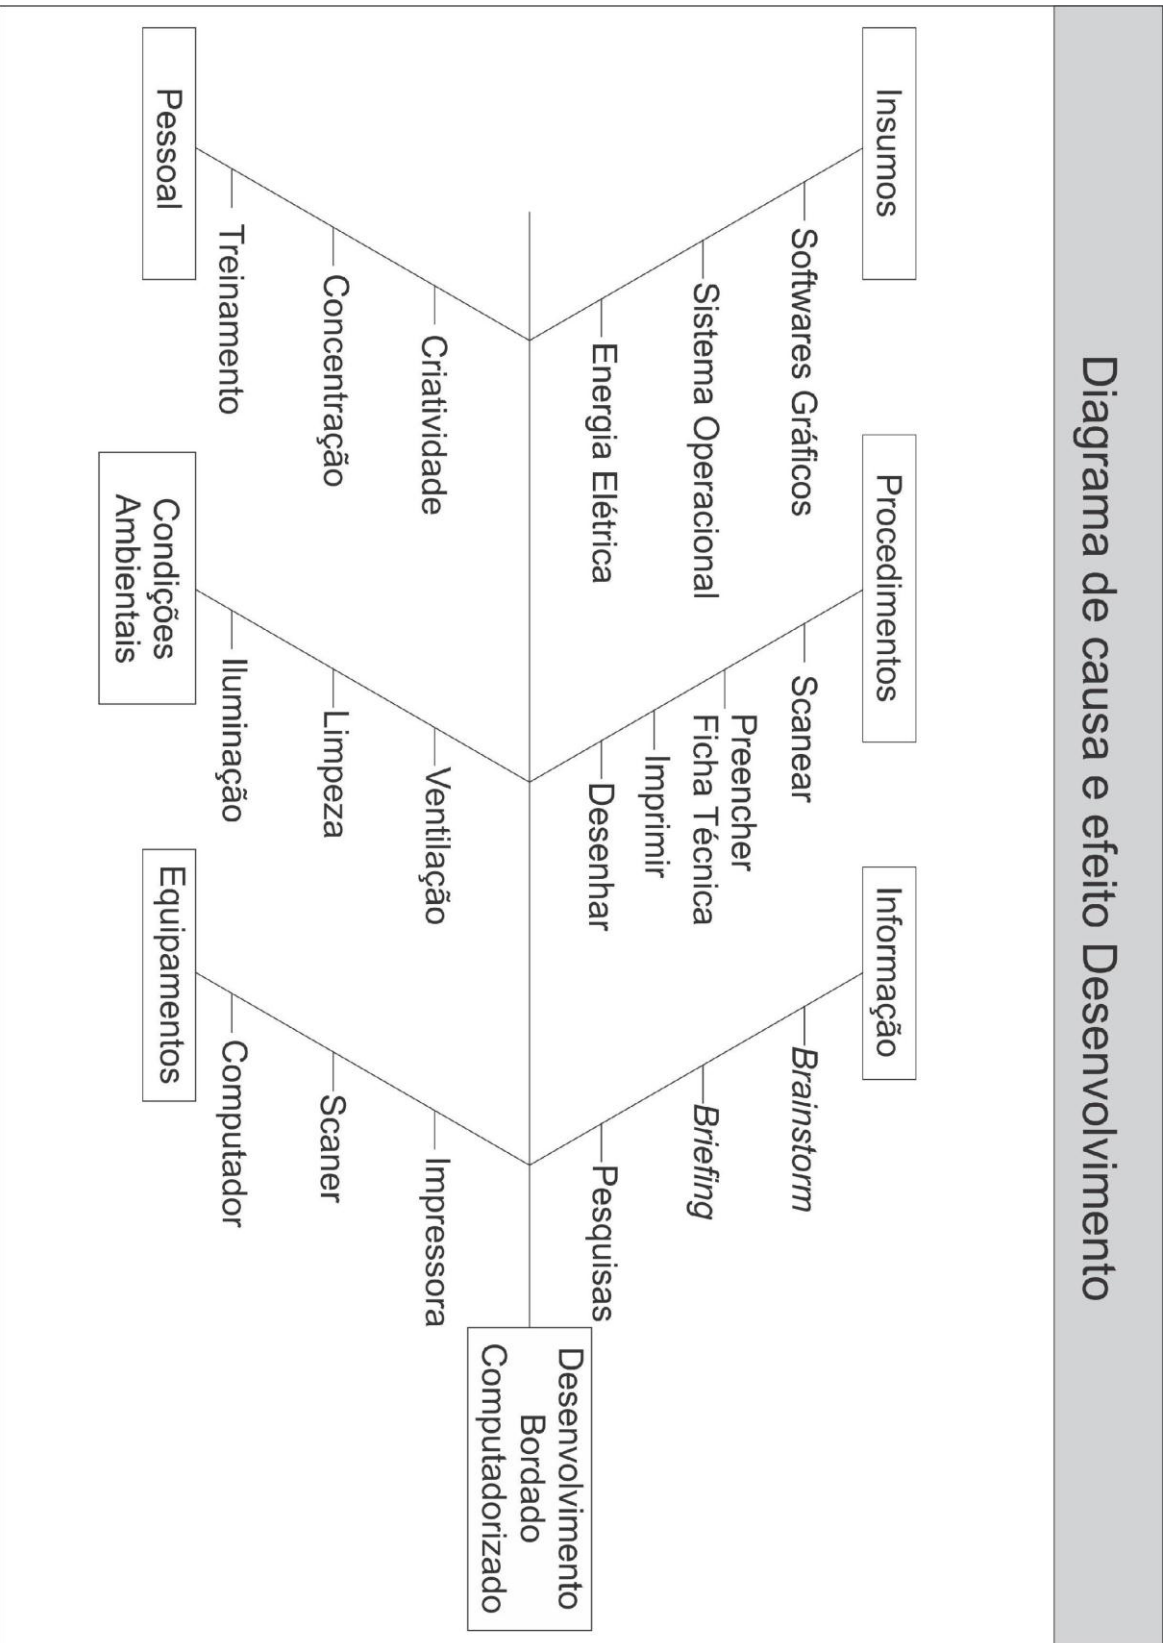 Diagrama de causa e efeito Desenvolvimento
Insumos
Softwares Gráficos
Sistema Operacional
Energia Elétrica
Procedimentos
Scanear
Preencher
Ficha Técnica
Imprimir
Desenhar
Informação
Brainstorm
Briefing
Pesquisas
Pessoal
Treinamento
Concentração
Criatividade
Condições
Ambientais
Iluminação
Limpeza
Ventilação
Equipamentos
Computador
Scaner
Impressora
Desenvolvimento
Bordado
Computadorizado